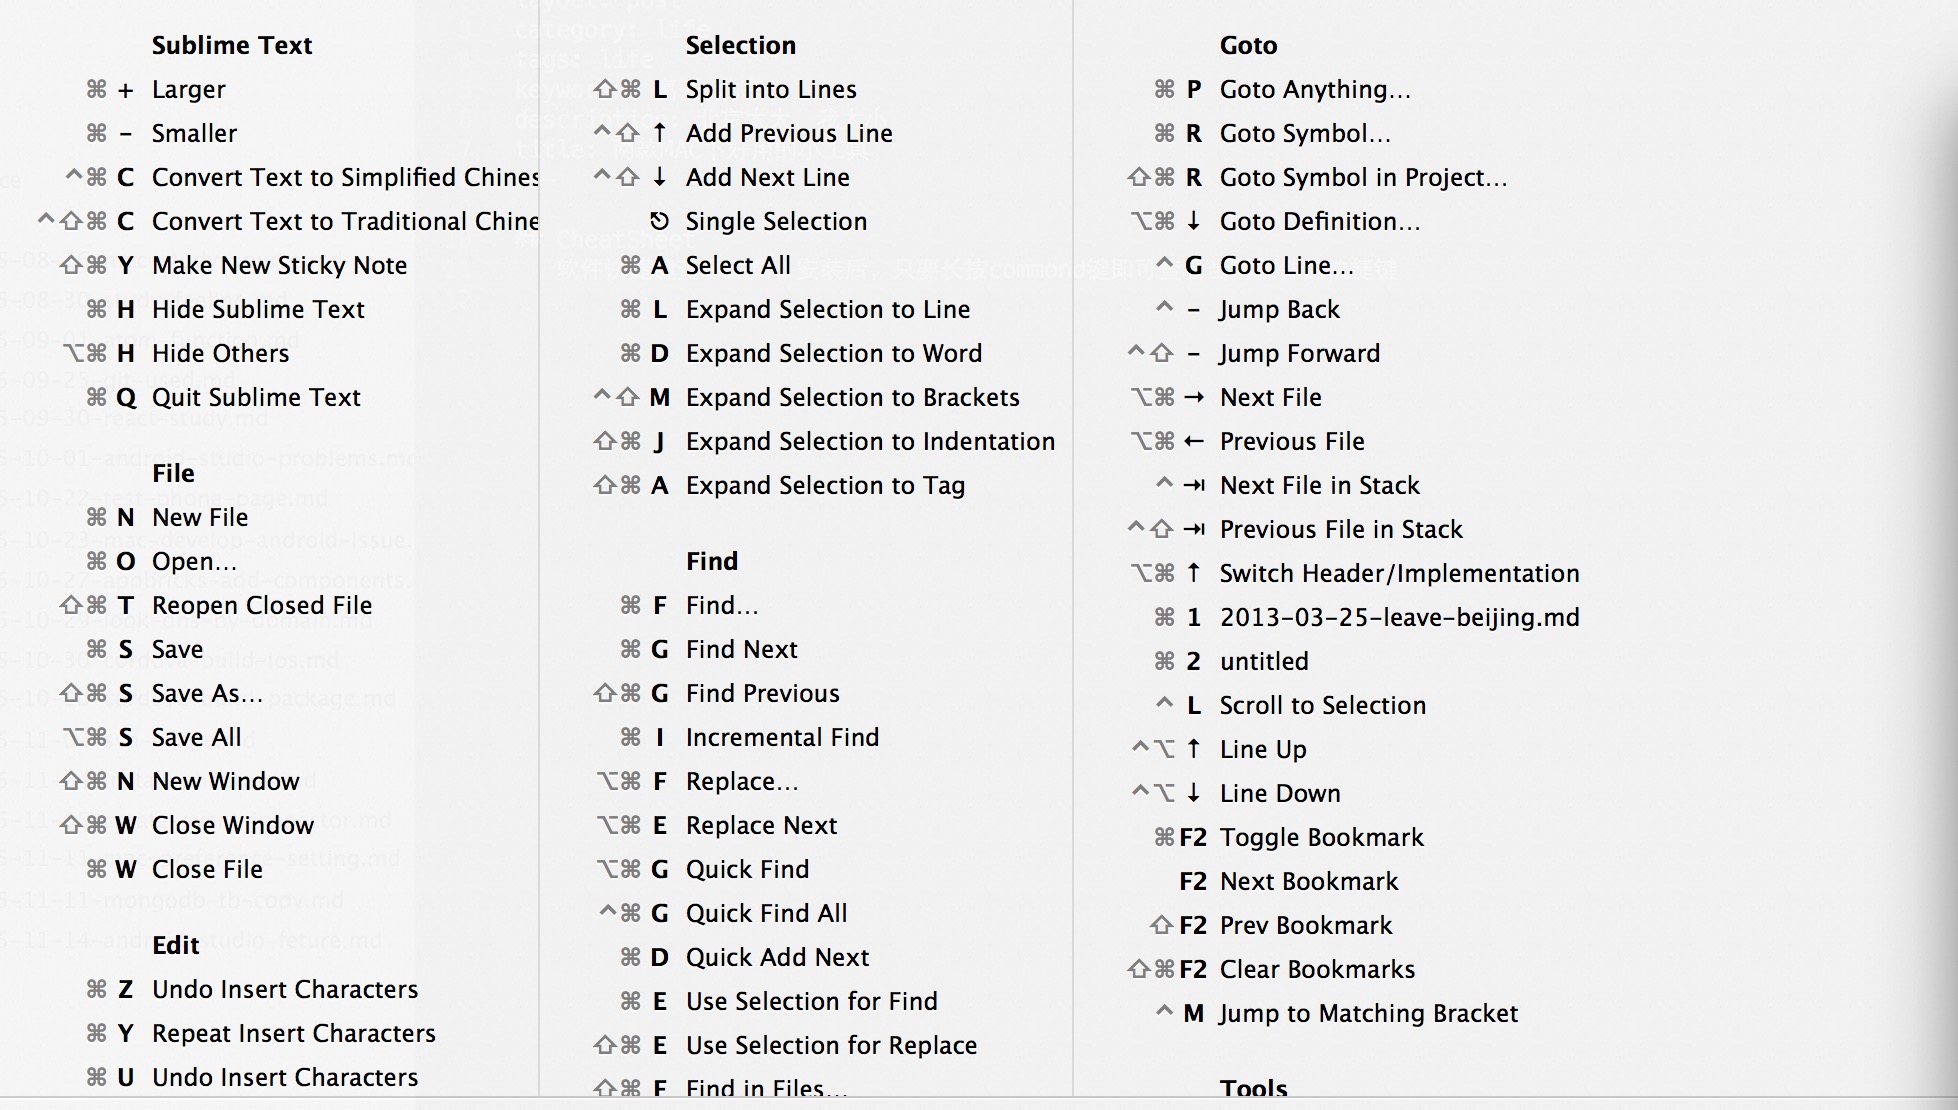 Sublime Text
⌘ + Larger
⌘ - Smaller
^⌘ C Convert Text to Simplified Chines
^⇧⌘ C Convert Text to Traditional Chine
⇧⌘ Y Make New Sticky Note
⌘ H Hide Sublime Text
⌥⌘ H Hide Others
⌘ Q Quit Sublime Text
File
⌘ N New File
⌘ O Open...
⇧⌘ T Reopen Closed File
⌘ S Save
⇧⌘ S Save As...
⌥⌘ S Save All
⇧⌘ N New Window
⇧⌘ W Close Window
⌘ W Close File
Edit
⌘ Z Undo Insert Characters
⌘ Y Repeat Insert Characters
⌘ U Undo Insert Characters
Selection
⇧⌘ L Split into Lines
^⇧ ↑ Add Previous Line
^⇧ ↓ Add Next Line
⎋ Single Selection
⌘ A Select All
⌘ L Expand Selection to Line
⌘ D Expand Selection to Word
^⇧ M Expand Selection to Brackets
⇧⌘ J Expand Selection to Indentation
⇧⌘ A Expand Selection to Tag
Find
⌘ F Find...
⌘ G Find Next
⇧⌘ G Find Previous
⌘ I Incremental Find
⌥⌘ F Replace...
⌥⌘ E Replace Next
⌥⌘ G Quick Find
^⌘ G Quick Find All
⌘ D Quick Add Next
⌘ E Use Selection for Find
⇧⌘ E Use Selection for Replace
⇧⌘ F Find in Files...
Goto
⌘ P Goto Anything...
⌘ R Goto Symbol...
⇧⌘ R Goto Symbol in Project...
⌥⌘ ↓ Goto Definition...
^ G Goto Line...
^ - Jump Back
^⇧ - Jump Forward
⌥⌘ → Next File
⌥⌘ ← Previous File
^ ⇥ Next File in Stack
^⇧ ⇥ Previous File in Stack
⌥⌘ ↑ Switch Header/Implementation
⌘ 1 2013-03-25-leave-beijing.md
⌘ 2 untitled
^ L Scroll to Selection
^⌥ ↑ Line Up
^⌥ ↓ Line Down
⌘ F2 Toggle Bookmark
F2 Next Bookmark
⇧ F2 Prev Bookmark
⇧⌘ F2 Clear Bookmarks
^ M Jump to Matching Bracket
Tools